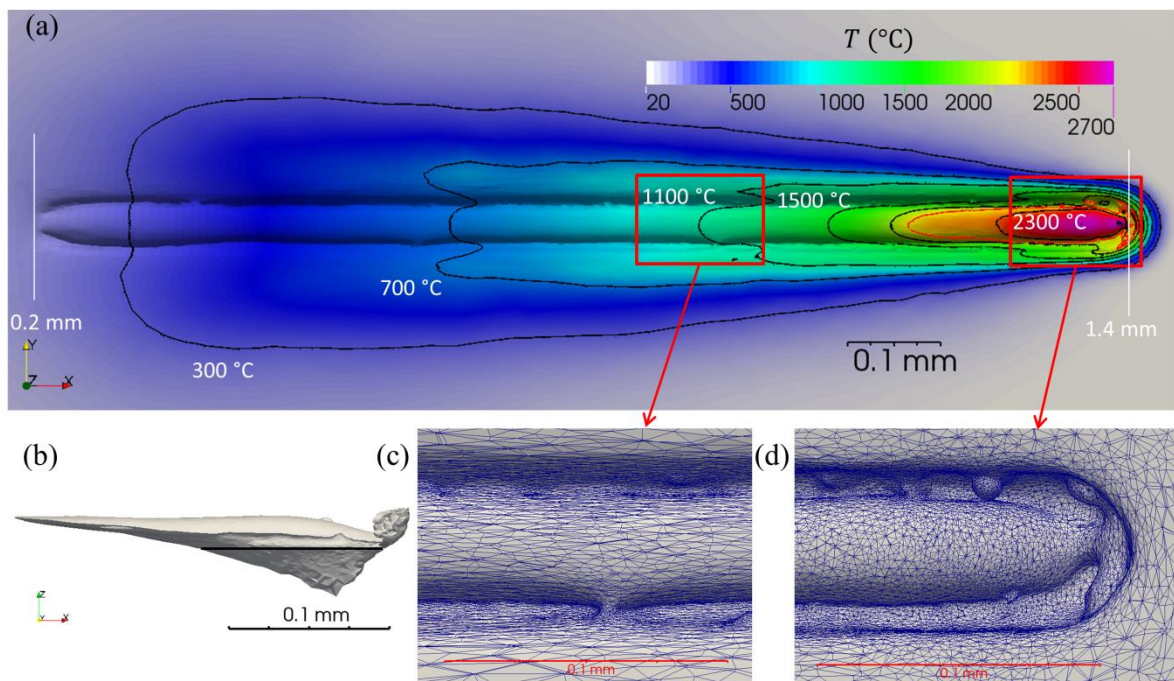 (a)
T (°C)
20 500 1000 1500 2000 2500
2700
1100 °C
1500 °C
2300 °C
700 °C
0.2 mm
1.4 mm
300 °C
0.1 mm
Y
Z X
(b)
(c)
(d)
Z
Y X
0.1 mm
0.1 mm
0.1 mm